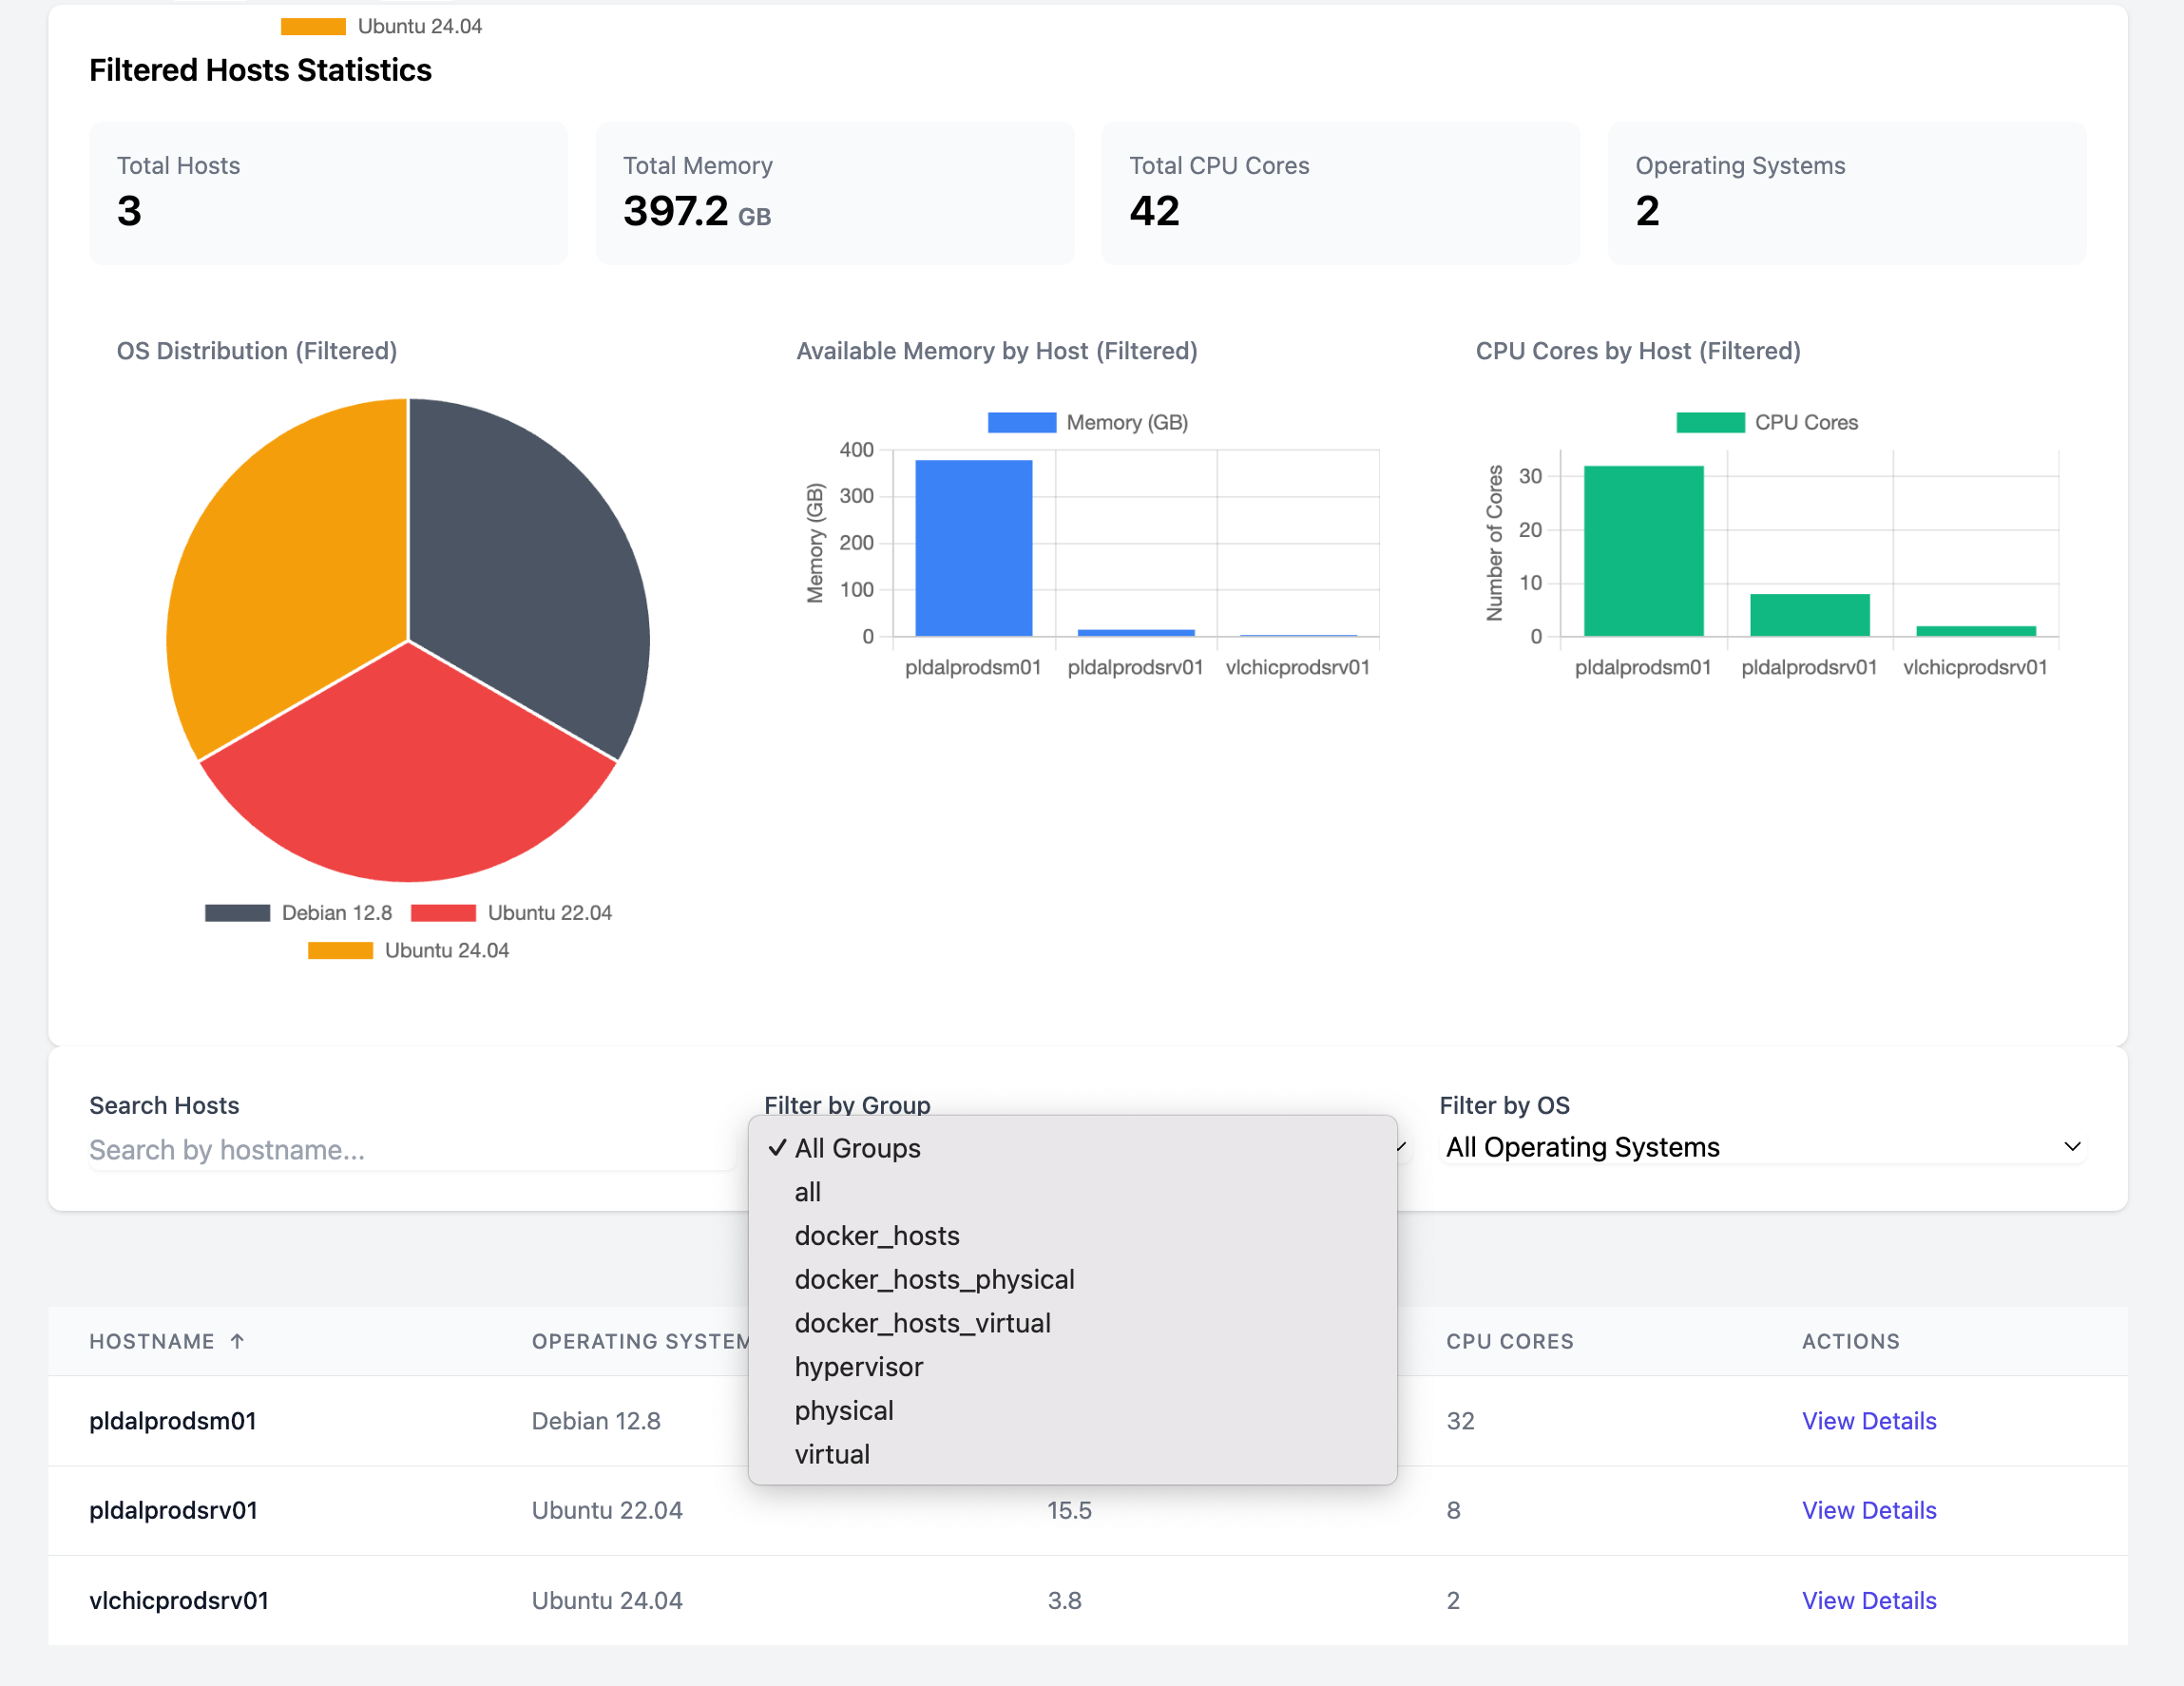 Ubuntu 24.04
Filtered Hosts Statistics
Total Hosts
3
Total Memory
397.2 GB
Total CPU Cores
42
Operating Systems
2
OS Distribution (Filtered)
Debian 12.8 Ubuntu 22.04
Ubuntu 24.04
Available Memory by Host (Filtered)
Memory (GB)
Memory (GB)
400
300
200
100
0
pldalprodsm01 pldalprodsrv01 vlchicprodsrv01
CPU Cores by Host (Filtered)
CPU Cores
Number of Cores
30
20
10
0
pldalprodsm01 pldalprodsrv01 vlchicprodsrv01
Search Hosts
Search by hostname...
Filter by Group
✓ All Groups
all
docker_hosts
docker_hosts_physical
docker_hosts_virtual
hypervisor
physical
virtual
Filter by OS
All Operating Systems
HOSTNAME ↑ OPERATING SYSTEM CPU CORES ACTIONS
pldalprodsm01 Debian 12.8 32 View Details
pldalprodsrv01 Ubuntu 22.04 15.5 8 View Details
vlchicprodsrv01 Ubuntu 24.04 3.8 2 View Details